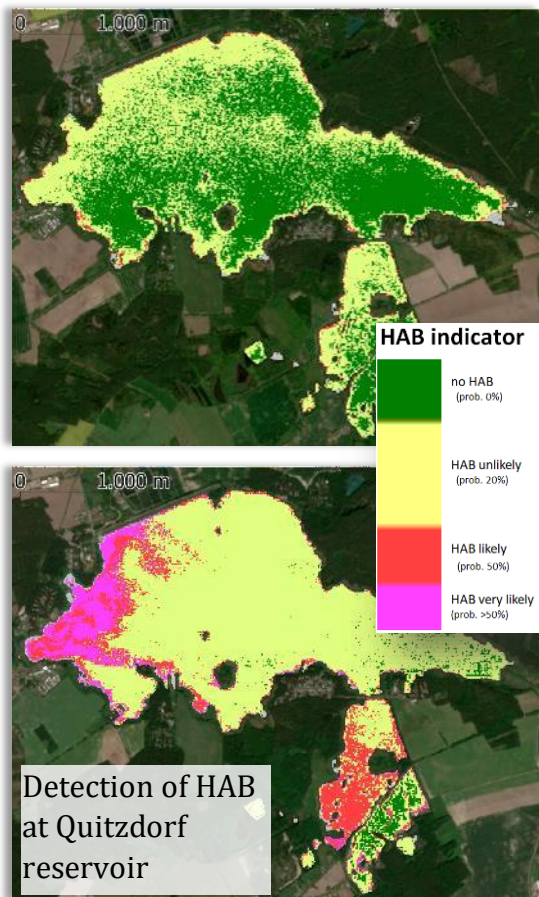 0 1.000 m
HAB indicator
no HAB
(prob. 0%)
HAB unlikely
(prob. 20%)
HAB likely
(prob. 50%)
HAB very likely
(prob. >50%)
0 1.000 m
Detection of HAB
at Quitzdorf
reservoir